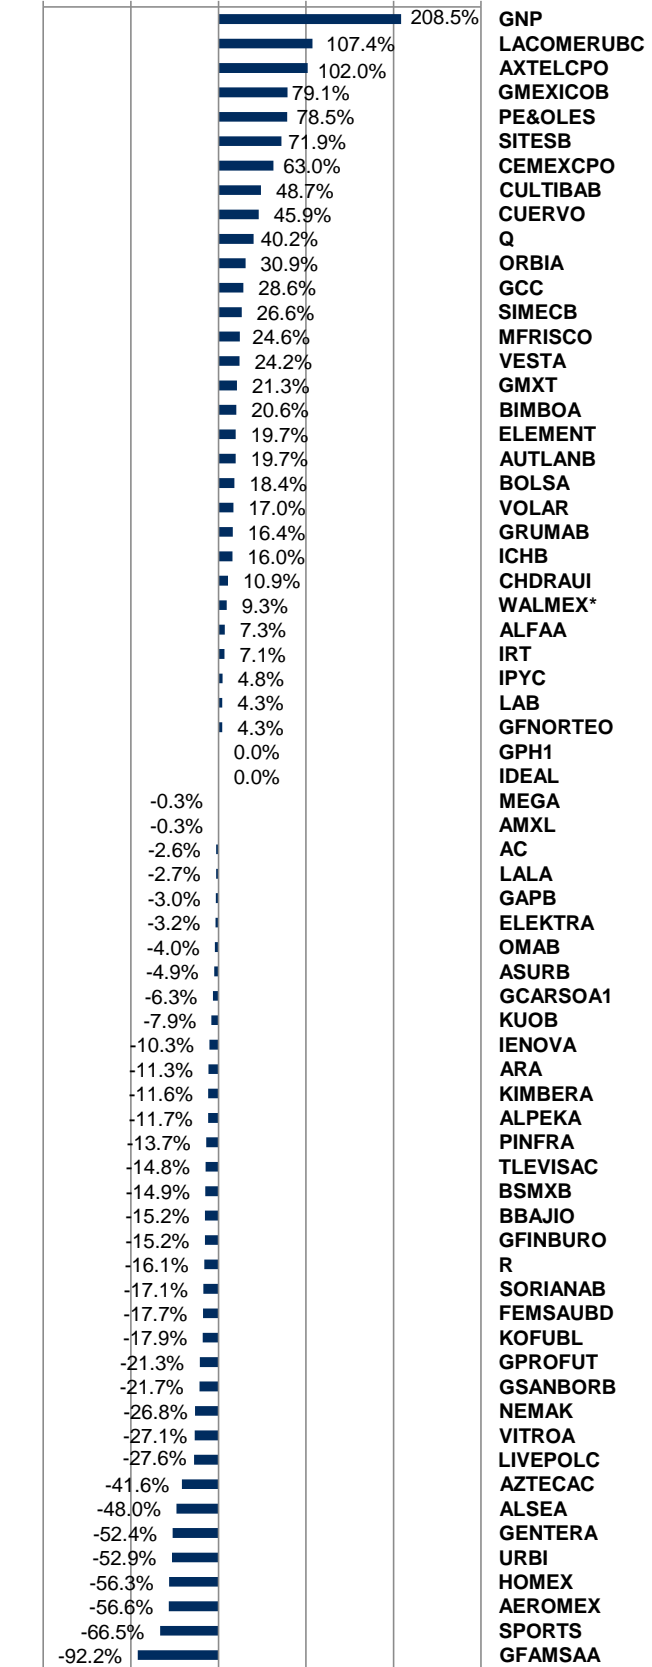 208.5% GNP
107.4% LACOMERUBC
102.0% AXTELCPO
79.1% GMEXICOB
78.5% PE&OLES
71.9% SITESB
63.0% CEMEXCPO
48.7% CULTIBAB
45.9% CUERVO
40.2% Q
30.9% ORBIA
28.6% GCC
26.6% SIMECB
24.6% MFRISCO
24.2% VESTA
21.3% GMXT
20.6% BIMBOA
19.7% ELEMENT
19.7% AUTLANB
18.4% BOLSA
17.0% VOLAR
16.4% GRUMAB
16.0% ICHB
10.9% CHDRAUI
9.3% WALMEX*
7.3% ALFAA
7.1% IRT
4.8% IPYC
4.3% LAB
4.3% GFNORTEO
0.0% GPH1
0.0% IDEAL
-0.3% MEGA
-0.3% AMXL
-2.6% AC
-2.7% LALA
-3.0% GAPB
-3.2% ELEKTRA
-4.0% OMAB
-4.9% ASURB
-6.3% GCARSOA1
-7.9% KUOB
-10.3% IENOVA
-11.3% ARA
-11.6% KIMBERA
-11.7% ALPEKA
-13.7% PINFRA
-14.8% TLEVISAC
-14.9% BSMXB
-15.2% BBAJIO
-15.2% GFINBURO
-16.1% R
-17.1% SORIANAB
-17.7% FEMSAUBD
-17.9% KOFUBL
-21.3% GPROFUT
-21.7% GSANBORB
-26.8% NEMAK
-27.1% VITROA
-27.6% LIVEPOLC
-41.6% AZTECAC
-48.0% ALSEA
-52.4% GENTERA
-52.9% URBI
-56.3% HOMEX
-56.6% AEROMEX
-66.5% SPORTS
-92.2% GFAMSAA